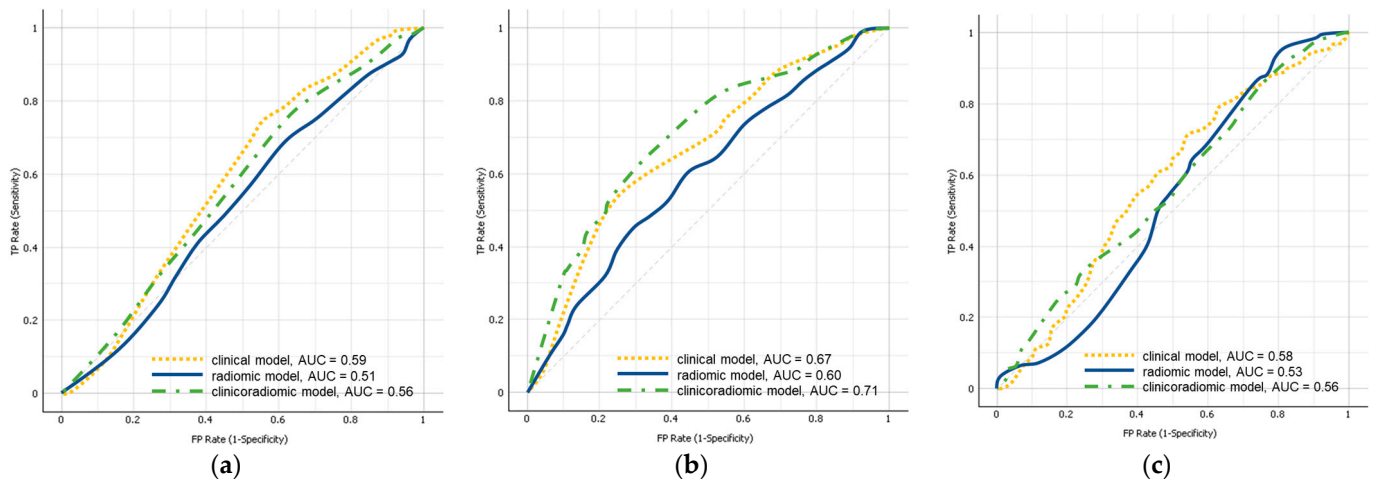 1
0.8
0.6
0.4
0.2
0
TP Rate (Sensitivity)
clinical model, AUC = 0.59
radiomic model, AUC = 0.51
clinicoradiomic model, AUC = 0.56
0 0.2 0.4 0.6 0.8 1
FP Rate (1-Specificity)
(a)
1
0.8
0.6
0.4
0.2
0
TP Rate (Sensitivity)
clinical model, AUC = 0.67
radiomic model, AUC = 0.60
clinicoradiomic model, AUC = 0.71
0 0.2 0.4 0.6 0.8 1
FP Rate (1-Specificity)
(b)
1
0.8
0.6
0.4
0.2
0
TP Rate (Sensitivity)
clinical model, AUC = 0.58
radiomic model, AUC = 0.53
clinicoradiomic model, AUC = 0.56
0 0.2 0.4 0.6 0.8 1
FP Rate (1-Specificity)
(c)